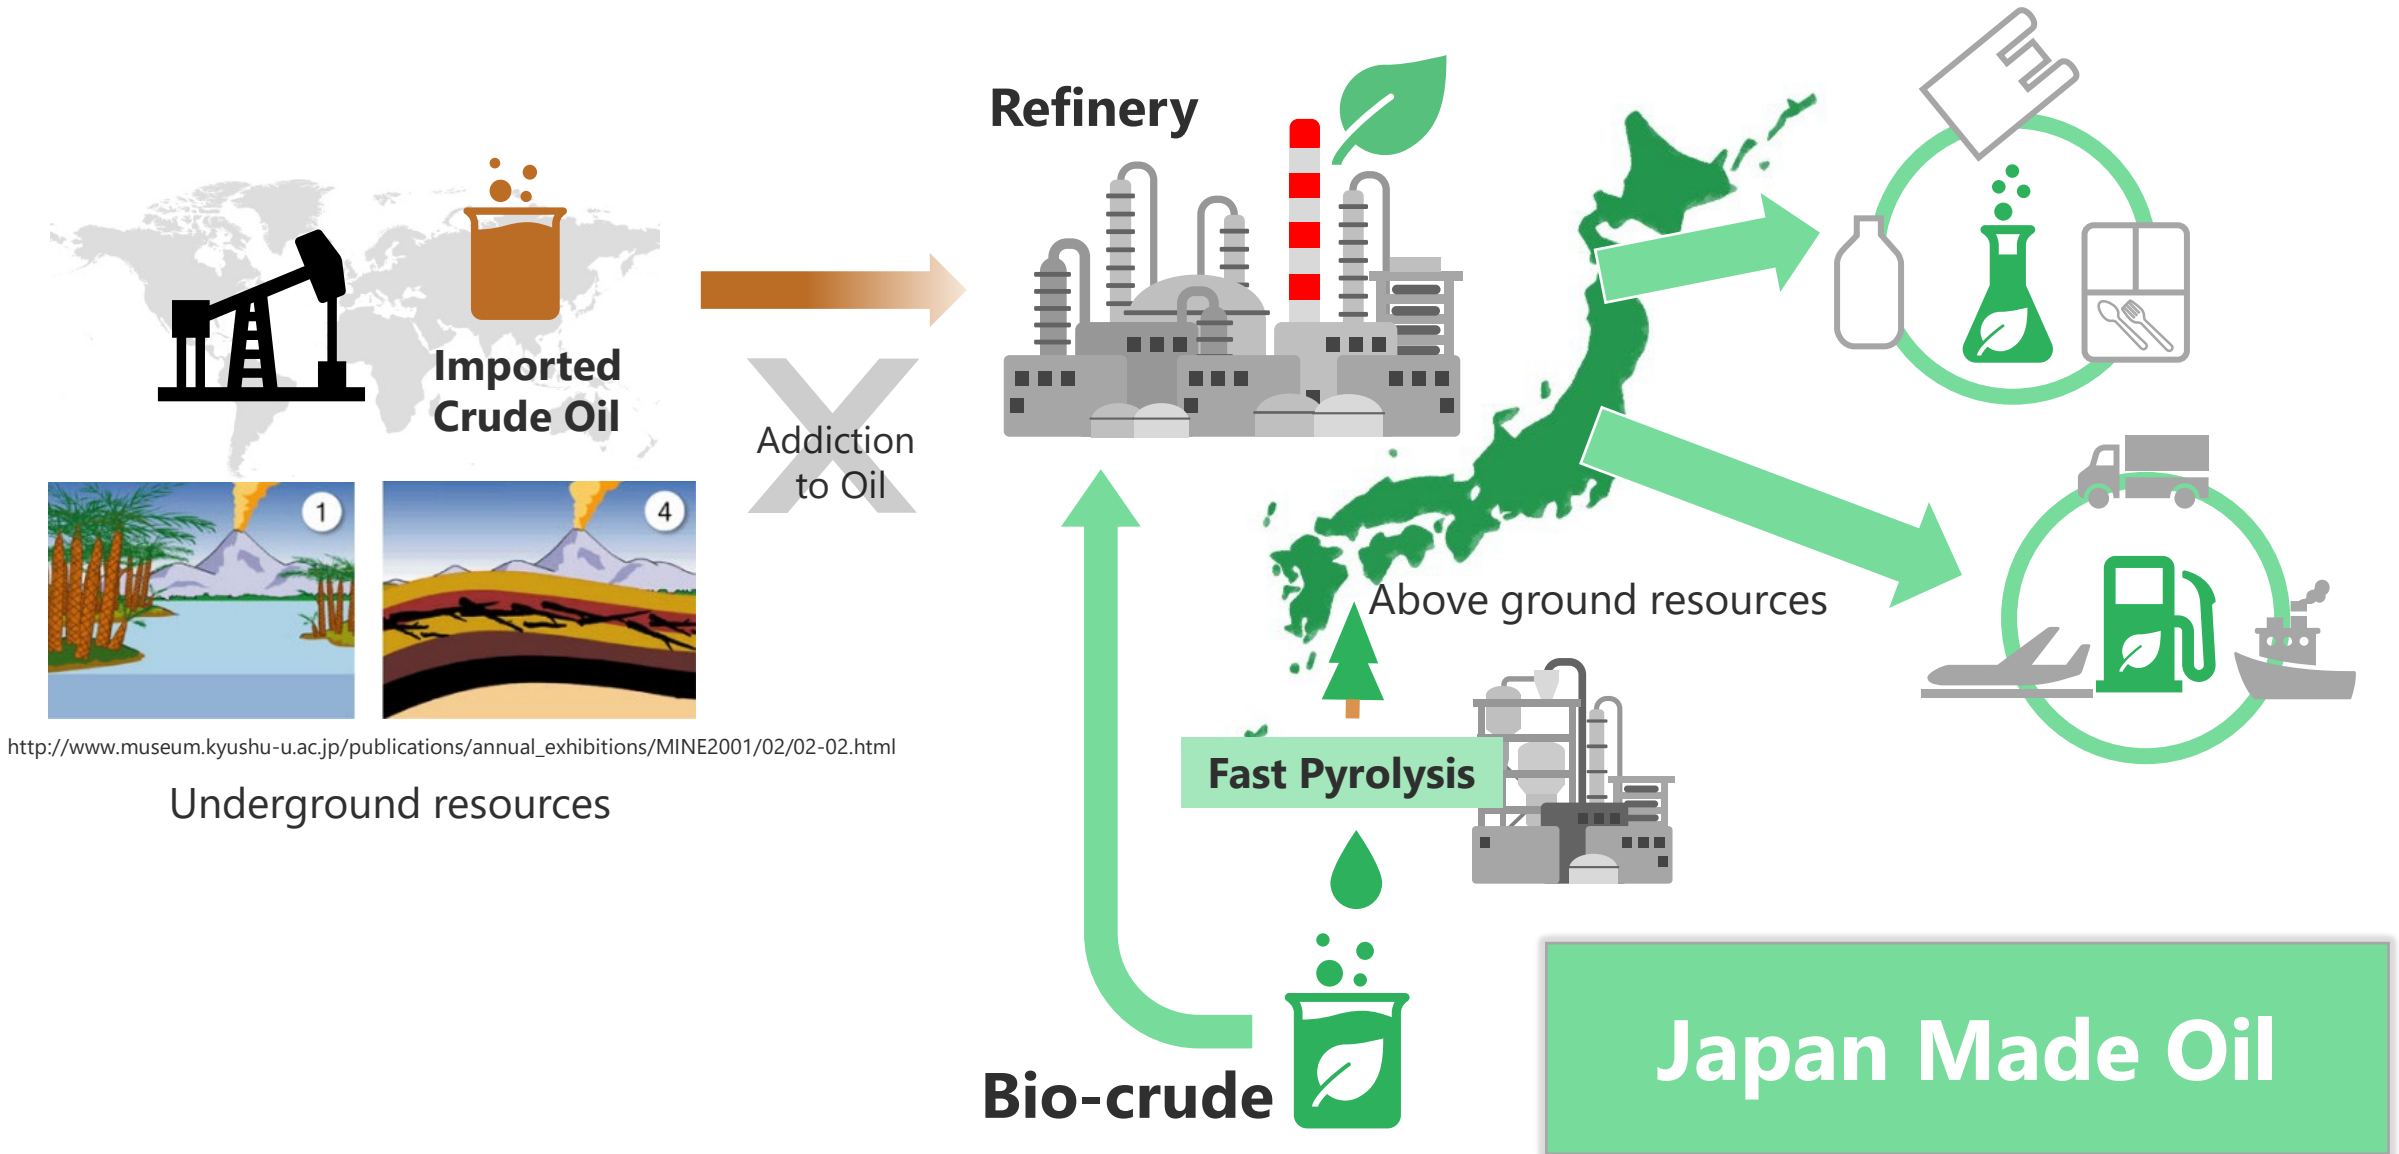 Refinery
Imported
Crude Oil
X
Addiction
to Oil
1
4
http://www.museum.kyushu-u.ac.jp/publications/annual_exhibitions/MINE2001/02/02-02.html
Underground resources
Above ground resources
Fast Pyrolysis
Bio-crude
Japan Made Oil